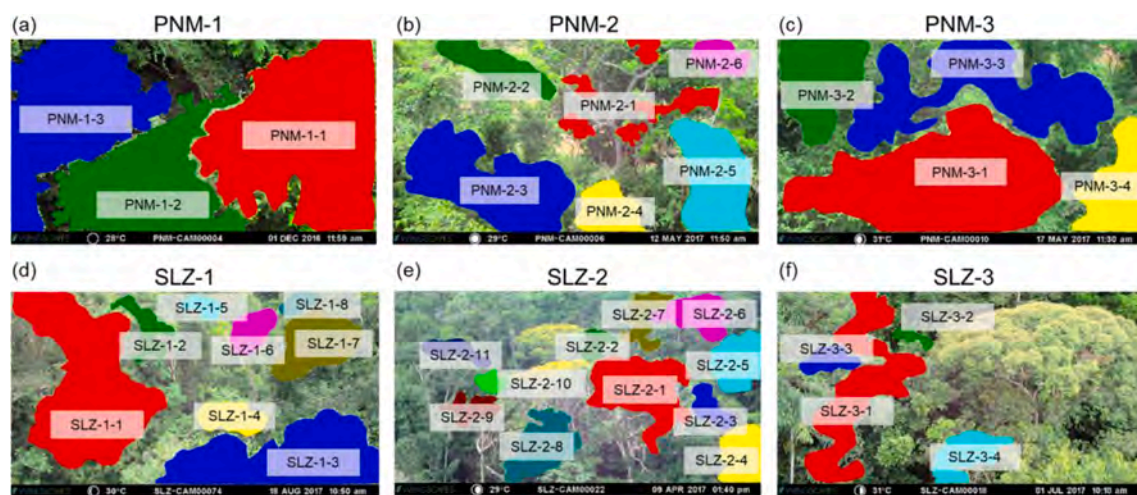 (a) PNM-1
(b) PNM-2
(c) PNM-3
PNM-1-3
PNM-1-1
PNM-1-2
28°C PNM-CAM00004 01 DEC 2016 11:59 am
PNM-2-6
PNM-2-2
PNM-2-1
PNM-2-5
PNM-2-3
PNM-2-4
29°C PNM-CAM00006 12 MAY 2017 11:50 am
PNM-3-3
PNM-3-2
PNM-3-1
PNM-3-4
31°C PNM-CAM00010 17 MAY 2017 11:30 am
(d) SLZ-1
(e) SLZ-2
(f) SLZ-3
SLZ-1-5
SLZ-1-8
SLZ-1-2
SLZ-1-6
SLZ-1-7
SLZ-1-4
SLZ-1-1
SLZ-1-3
30°C SLZ-CAM00074 18 AUG 2017 10:50 am
SLZ-2-7
SLZ-2-6
SLZ-2-2
SLZ-2-11
SLZ-2-5
SLZ-2-10
SLZ-2-1
SLZ-2-9
SLZ-2-3
SLZ-2-8
SLZ-2-4
29°C SLZ-CAM00022 09 APR 2017 01:40 pm
SLZ-3-2
SLZ-3-3
SLZ-3-1
SLZ-3-4
31°C 01 JUL 2017 10:10 am